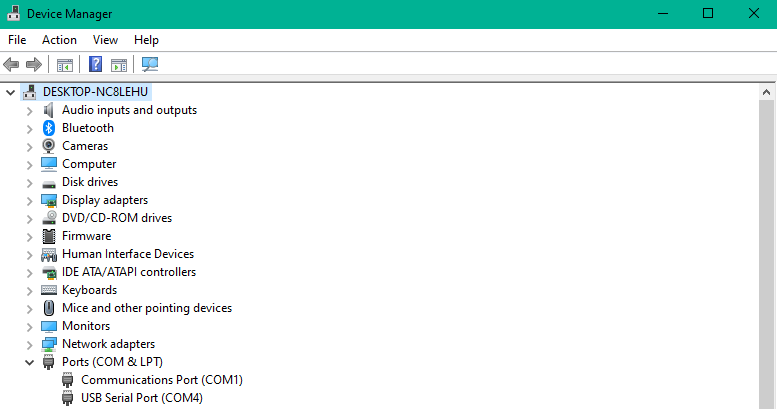 Device Manager
File Action View Help
DESKTOP-NC8LEHU
Audio inputs and outputs
Bluetooth
Cameras
Computer
Disk drives
Display adapters
DVD/CD-ROM drives
Firmware
Human Interface Devices
IDE ATA/ATAPI controllers
Keyboards
Mice and other pointing devices
Monitors
Network adapters
Ports (COM & LPT)
Communications Port (COM1)
USB Serial Port (COM4)